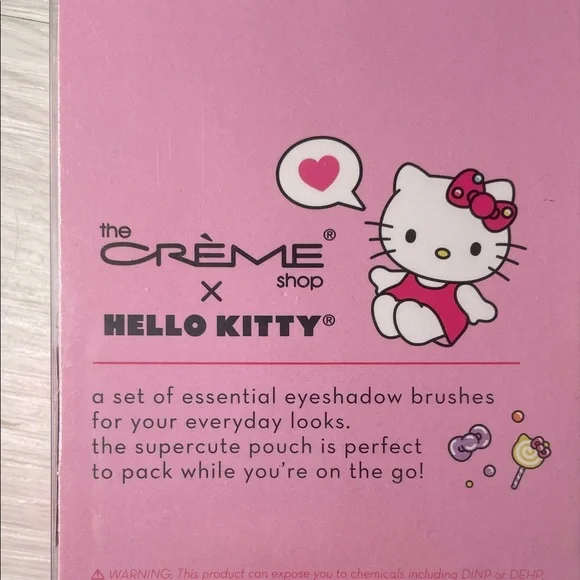 the
CRÈME®
shop
×
HELLO KITTY®
a set of essential eyeshadow brushes
for your everyday looks.
the supercute pouch is perfect
to pack while you're on the go!
⚠ WARNING: This product can expose you to chemicals including DINP or DEHP